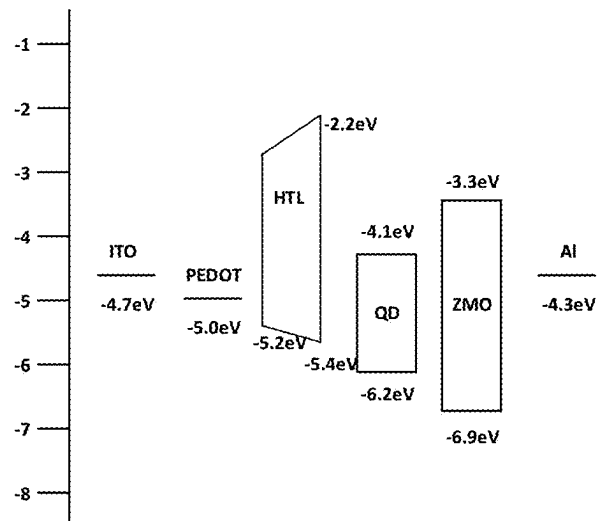 -1
-2
-2.2eV
-3
-3.3eV
HTL
-4
-4.1eV
ITO
Al
PEDOT
-4.7eV
-5
-5.0eV
QD
ZMO
-4.3eV
-5.2eV
-5.4eV
-6
-6.2eV
-7
-6.9eV
-8